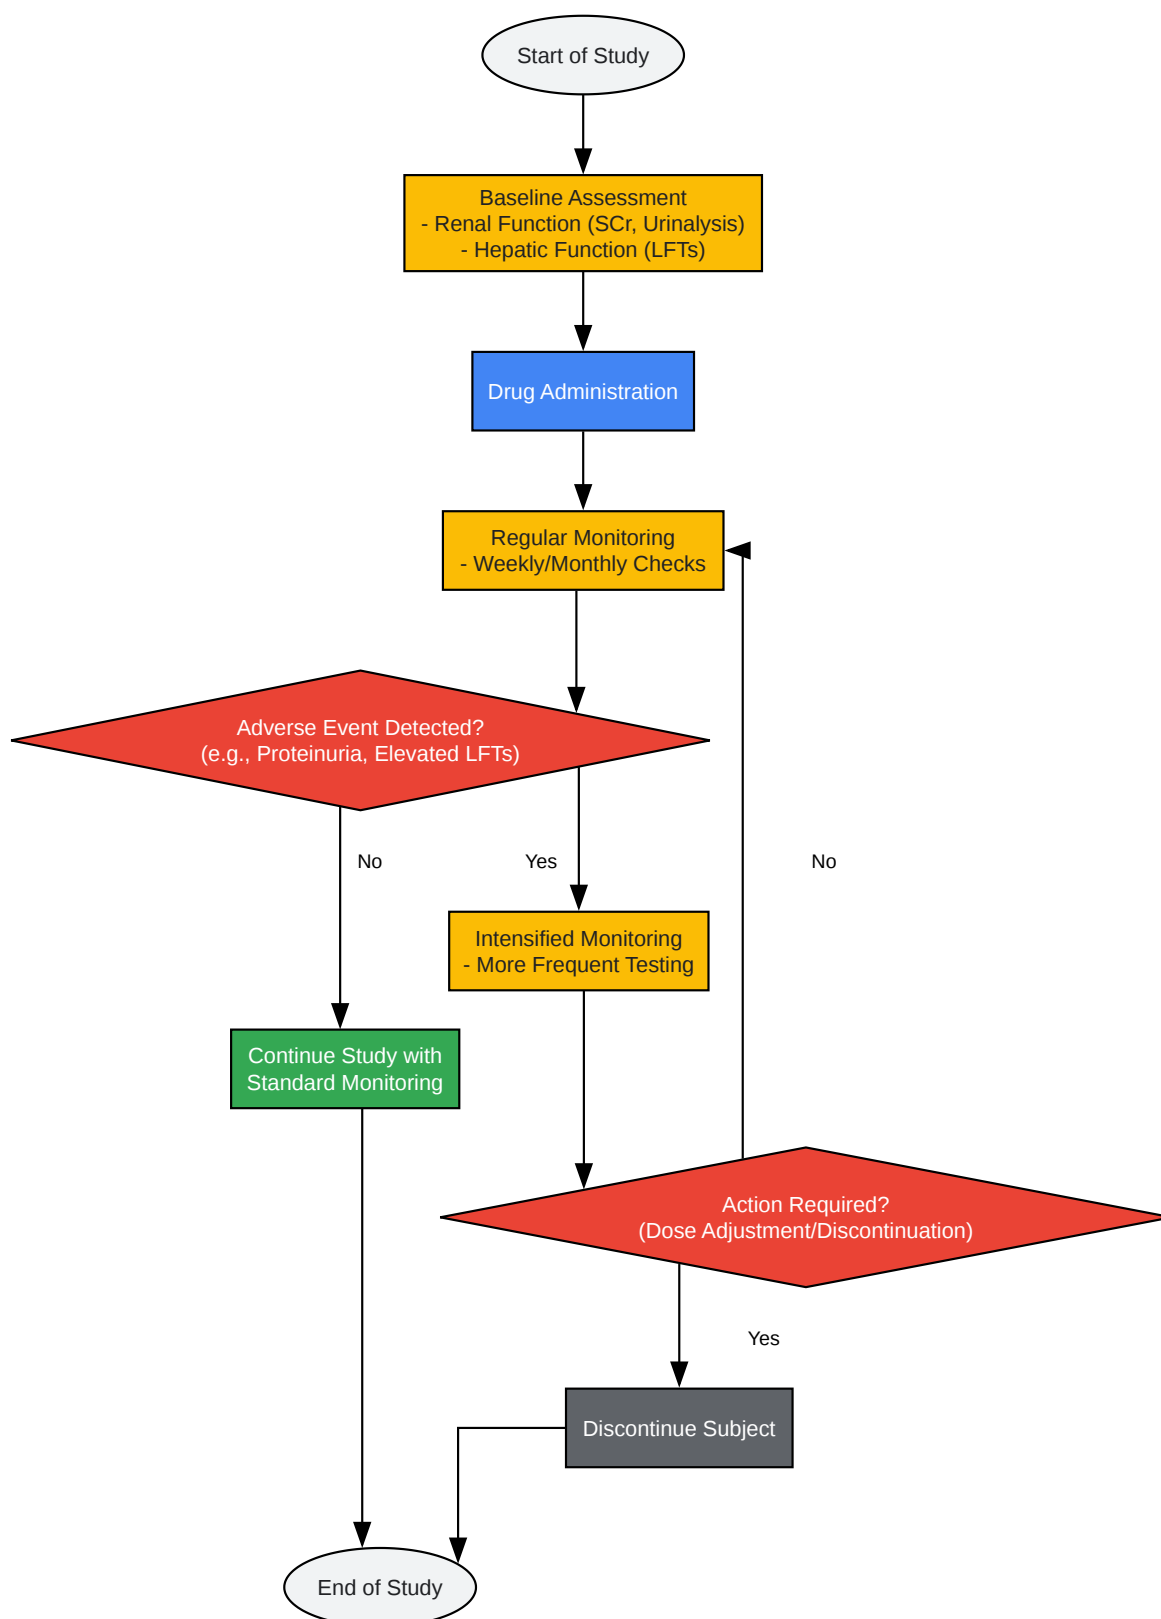 Start of Study
Baseline Assessment
- Renal Function (SCr, Urinalysis)
- Hepatic Function (LFTs)
Drug Administration
Regular Monitoring
- Weekly/Monthly Checks
Adverse Event Detected?
(e.g., Proteinuria, Elevated LFTs)
No
Yes
No
Intensified Monitoring
- More Frequent Testing
Continue Study with
Standard Monitoring
Action Required?
(Dose Adjustment/Discontinuation)
Yes
Discontinue Subject
End of Study